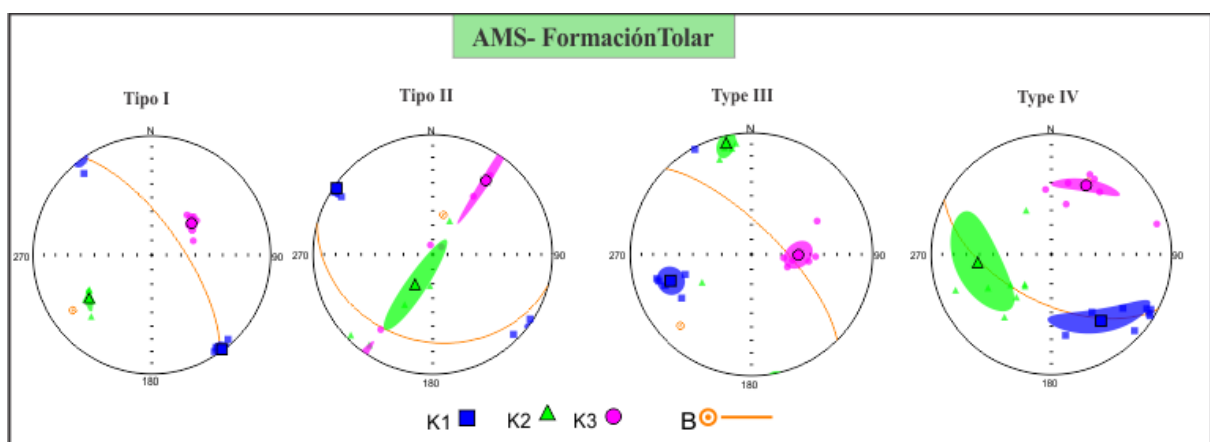 AMS- FormaciónTolar
Tipo I
Tipo II
Type III
Type IV
N
N
N
N
270
90
270
90
270
90
270
90
180
180
180
180
K1
K2
K3
B